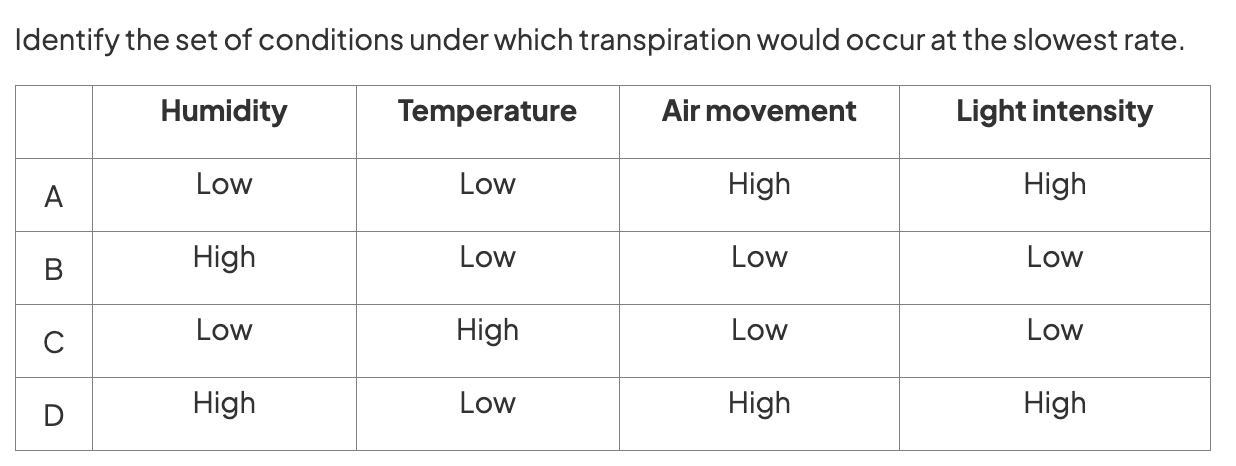 Identify the set of conditions under which transpiration would occur at the slowest rate.
Humidity Temperature Air movement Light intensity
A Low Low High High
B High Low Low Low
C Low High Low Low
D High Low High High